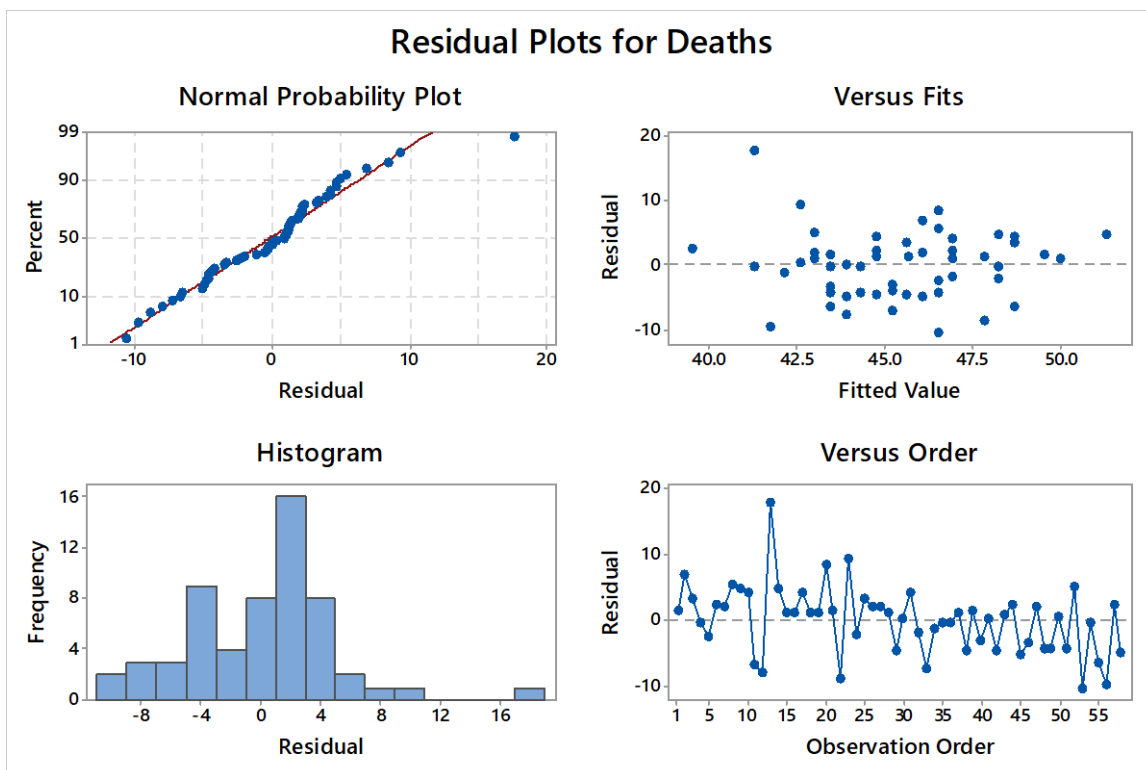 Residual Plots for Deaths
Normal Probability Plot
99
90
50
10
1
Percent
-10 0 10 20
Residual
Versus Fits
20
10
0
-10
Residual
40.0 42.5 45.0 47.5 50.0
Fitted Value
Histogram
16
12
8
4
0
Frequency
-8 -4 0 4 8 12 16
Residual
Versus Order
20
10
0
-10
Residual
1 5 10 15 20 25 30 35 40 45 50 55
Observation Order